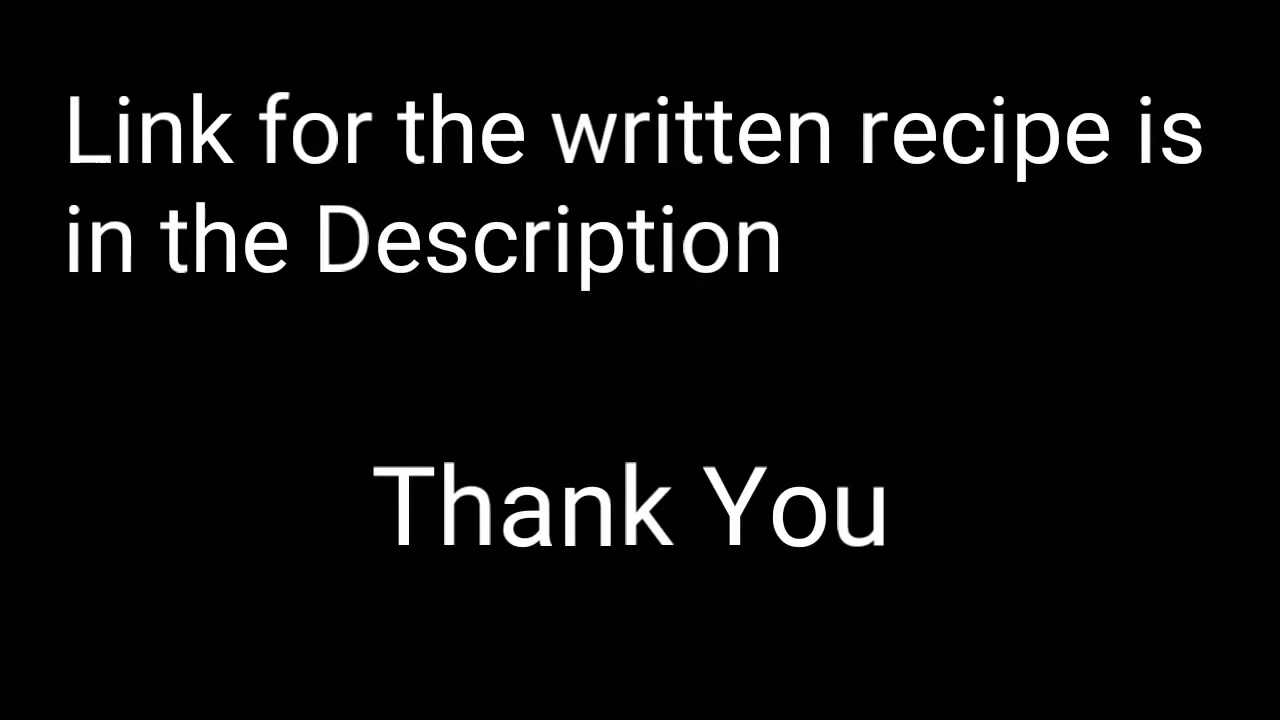 Link for the written recipe is
in the Description
Thank You